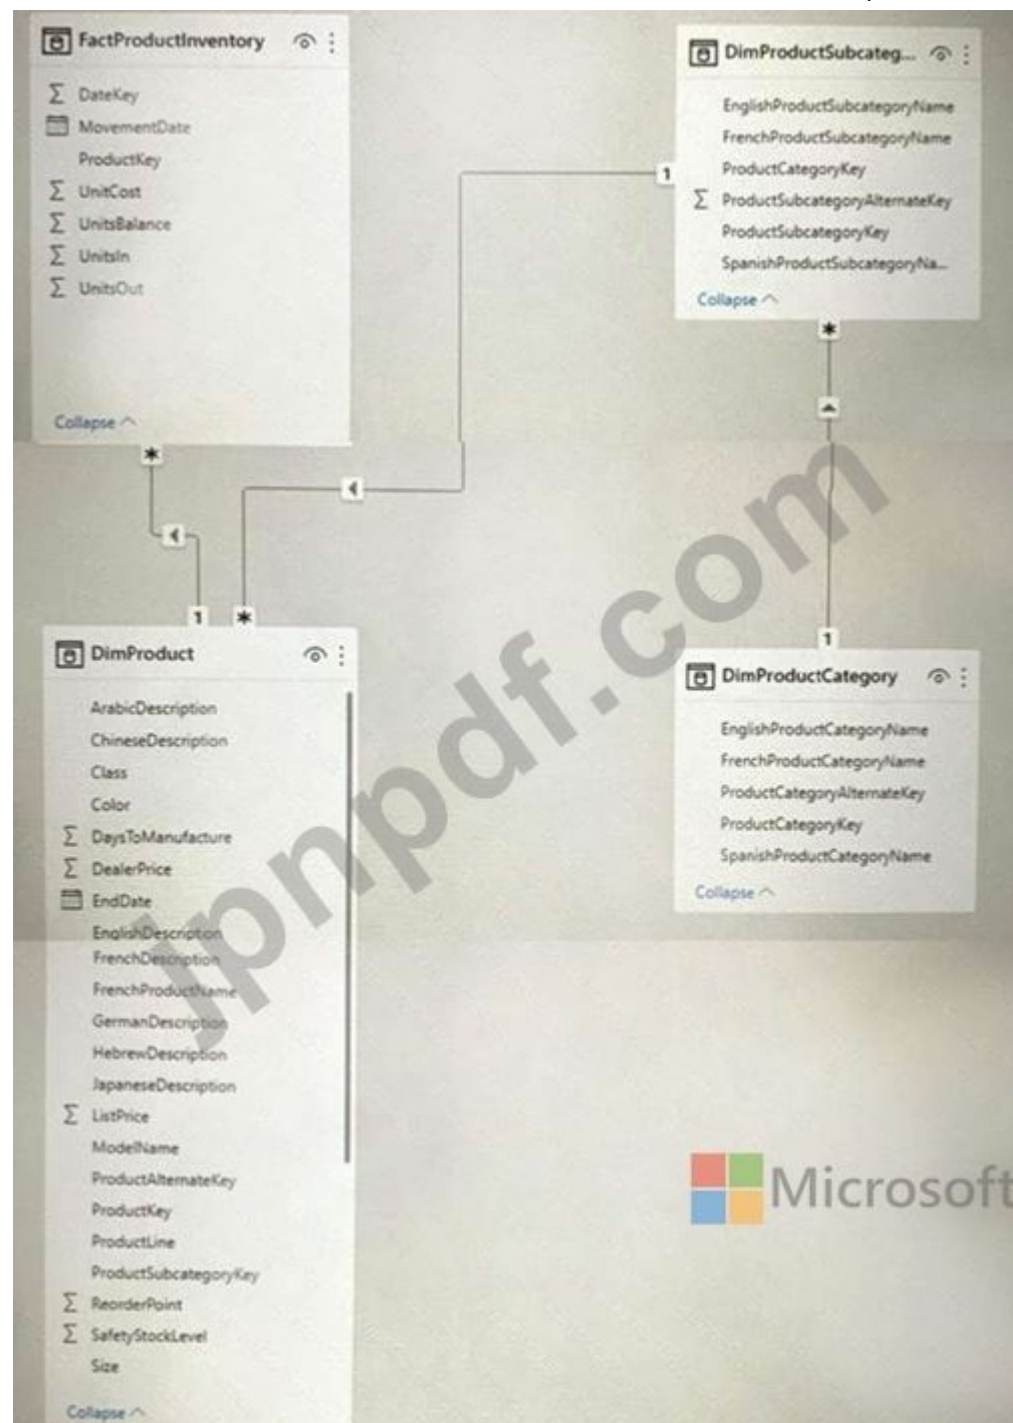 FactProductInventory
DateKey
MovementDate
ProductKey
UnitCost
UnitsBalance
UnitsIn
UnitsOut
Collapse
*
1
DimProductSubcateg...
EnglishProductSubcategoryName
FrenchProductSubcategoryName
ProductCategoryKey
ProductSubcategoryAlternateKey
ProductSubcategoryKey
SpanishProductSubcategoryNa...
Collapse
1
*
1
*
DimProduct
ArabicDescription
ChineseDescription
Class
Color
DaysToManufacture
DealerPrice
EndDate
EnglishDescription
FrenchDescription
FrenchProductName
GermanDescription
HebrewDescription
JapaneseDescription
ListPrice
ModelName
ProductAlternateKey
ProductKey
ProductLine
ProductSubcategoryKey
ReorderPoint
SafetyStockLevel
Size
Collapse
DimProductCategory
EnglishProductCategoryName
FrenchProductCategoryName
ProductCategoryAlternateKey
ProductCategoryKey
SpanishProductCategoryName
Collapse
jpnpdf.com
Microsoft